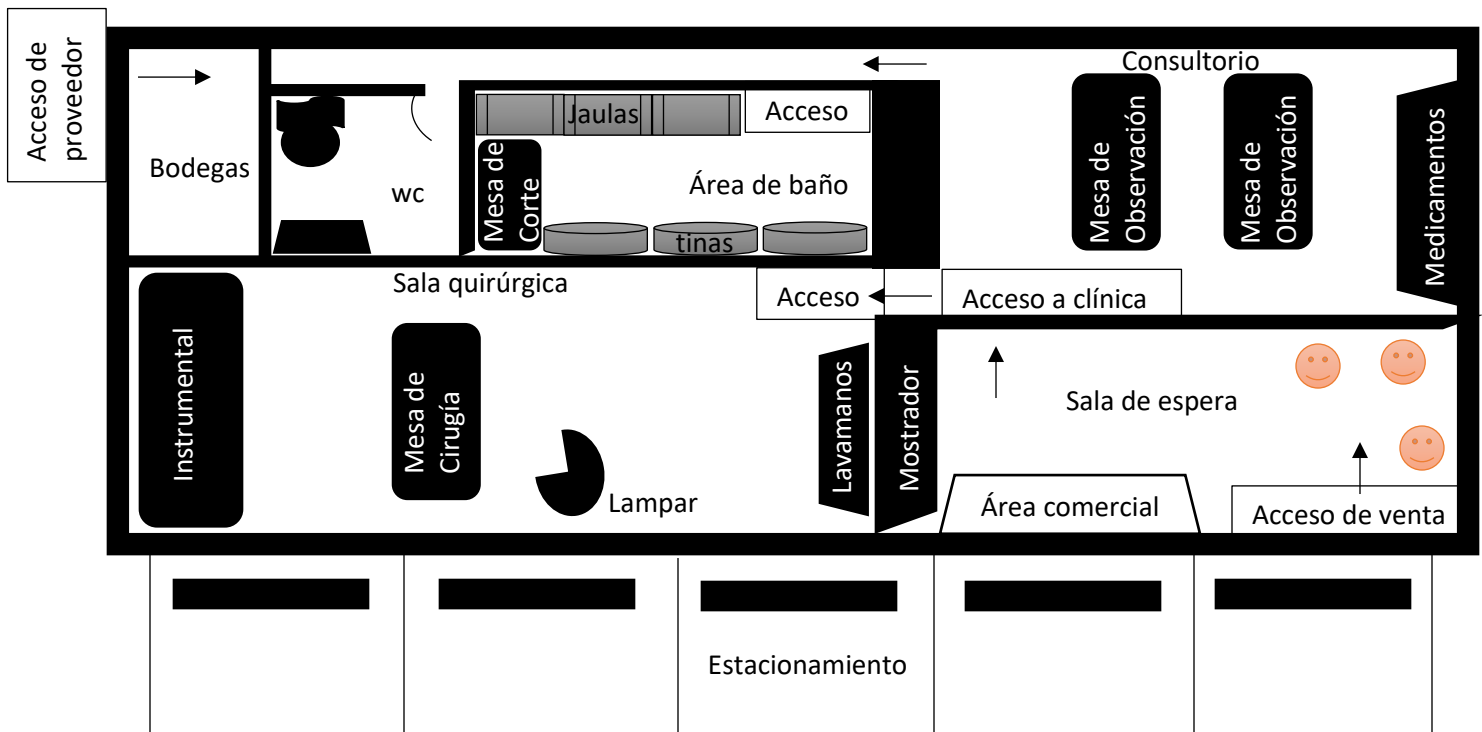 Acceso de
proveedor
Bodegas
wc
Jaulas
Acceso
Mesa de
Corte
Área de baño
tinas
Consultorio
Mesa de
Observación
Mesa de
Observación
Medicamentos
Sala quirúrgica
Acceso
Acceso a clínica
Instrumental
Mesa de
Cirugía
Lampar
Lavamanos
Mostrador
Sala de espera
Área comercial
Acceso de venta
Estacionamiento